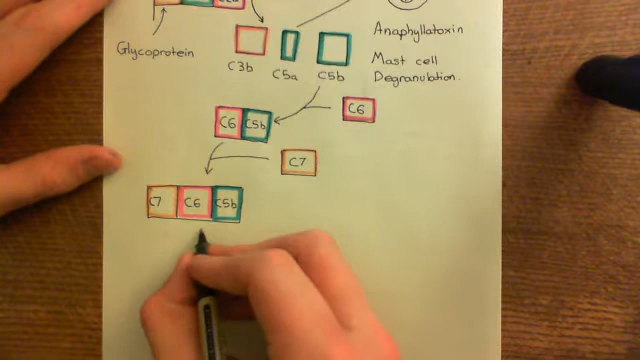 Glycoprotein
C3b
C5a
C5b
Anaphyllatoxin
Mast cell
Degranulation.
C6 C5b
C6
C7
C7 C6 C5b